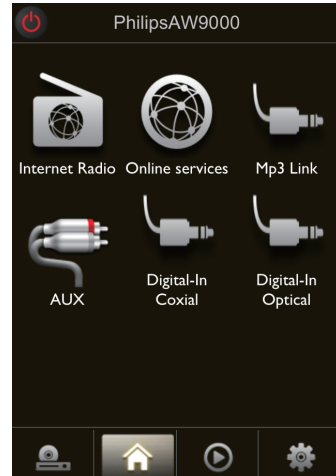 PhilipsAW9000
Internet Radio
Online services
Mp3 Link
AUX
Digital-In
Coxial
Digital-In
Optical